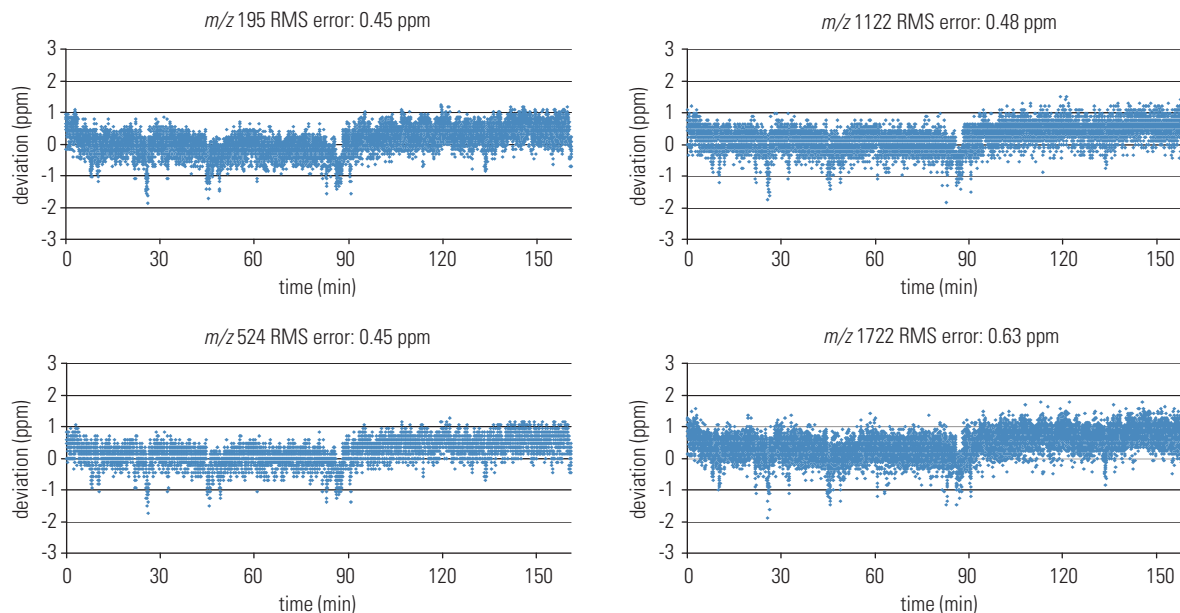 m/z 195 RMS error: 0.45 ppm
3
2
1
0
-1
-2
-3
deviation (ppm)
0 30 60 90 120 150
time (min)
m/z 1122 RMS error: 0.48 ppm
3
2
1
0
-1
-2
-3
deviation (ppm)
0 30 60 90 120 150
time (min)
m/z 524 RMS error: 0.45 ppm
3
2
1
0
-1
-2
-3
deviation (ppm)
0 30 60 90 120 150
time (min)
m/z 1722 RMS error: 0.63 ppm
3
2
1
0
-1
-2
-3
deviation (ppm)
0 30 60 90 120 150
time (min)